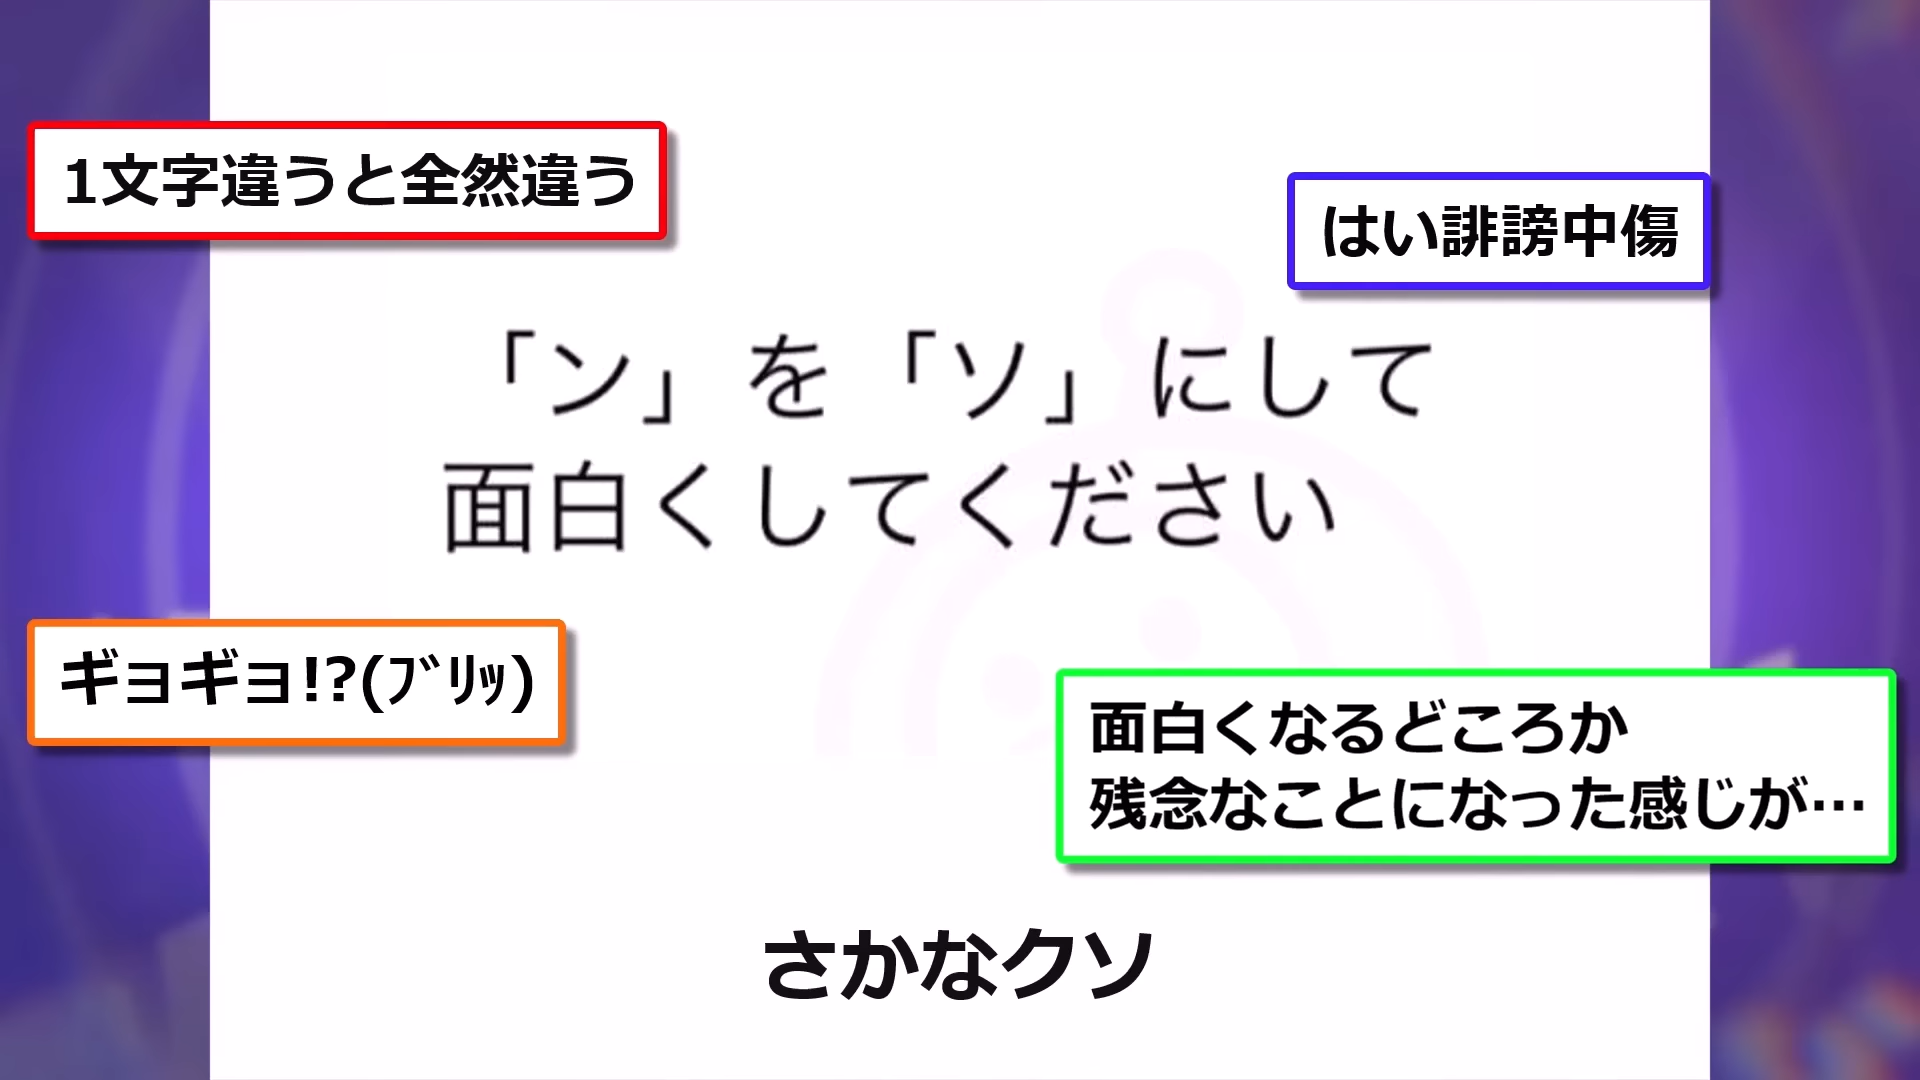 1文字違うと全然違う
はい誹謗中傷
「ン」を「ソ」にして
面白くしてください
ギョギョ!?(ﾌﾞﾘｯ)
面白くなるどころか
残念なことになった感じが…
さかなクソ